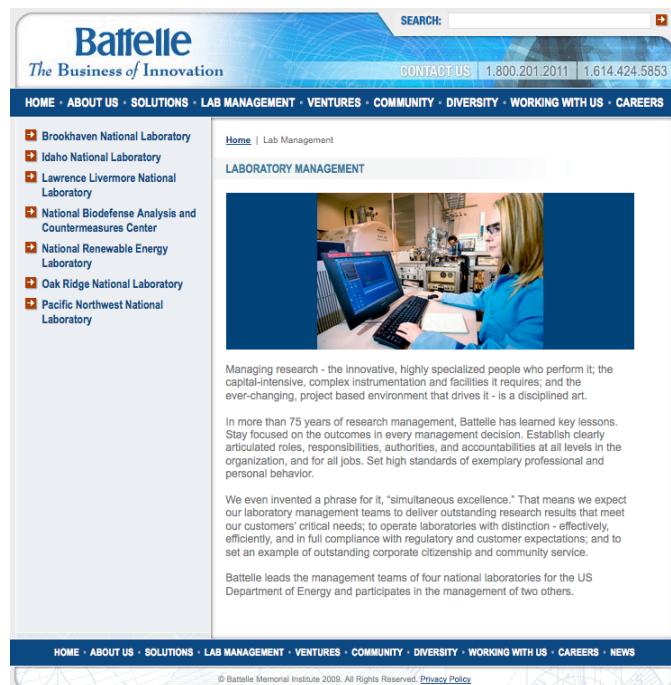 SEARCH:
Battelle
The Business of Innovation
CONTACT US | 1.800.201.2011 | 1.614.424.5853
HOME • ABOUT US • SOLUTIONS • LAB MANAGEMENT • VENTURES • COMMUNITY • DIVERSITY • WORKING WITH US • CAREERS
Brookhaven National Laboratory
Idaho National Laboratory
Lawrence Livermore National
Laboratory
National Biodefense Analysis and
Countermeasures Center
National Renewable Energy
Laboratory
Oak Ridge National Laboratory
Pacific Northwest National
Laboratory
Home | Lab Management
LABORATORY MANAGEMENT
Managing research - the innovative, highly specialized people who perform it; the
capital-intensive, complex instrumentation and facilities it requires; and the
ever-changing, project based environment that drives it - is a disciplined art.
In more than 75 years of research management, Battelle has learned key lessons.
Stay focused on the outcomes in every management decision. Establish clearly
articulated roles, responsibilities, authorities, and accountabilities at all levels in the
organization, and for all jobs. Set high standards of exemplary professional and
personal behavior.
We even invented a phrase for it, “simultaneous excellence.” That means we expect
our laboratory management teams to deliver outstanding research results that meet
our customers’ critical needs; to operate laboratories with distinction - effectively,
efficiently, and in full compliance with regulatory and customer expectations; and to
set an example of outstanding corporate citizenship and community service.
Battelle leads the management teams of four national laboratories for the US
Department of Energy and participates in the management of two others.
HOME • ABOUT US • SOLUTIONS • LAB MANAGEMENT • VENTURES • COMMUNITY • DIVERSITY • WORKING WITH US • CAREERS • NEWS
© Battelle Memorial Institute 2009. All Rights Reserved. Privacy Policy